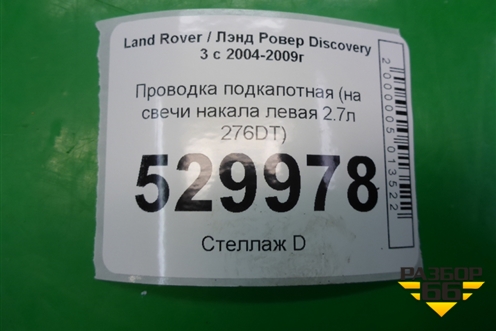 Land Rover / Лэнд Ровер Discovery
3 с 2004-2009г
Проводка подкапотная (на
свечи накала левая 2.7л
276DT)
529978
Стеллаж D
2000005013522
РАЗБОР
66